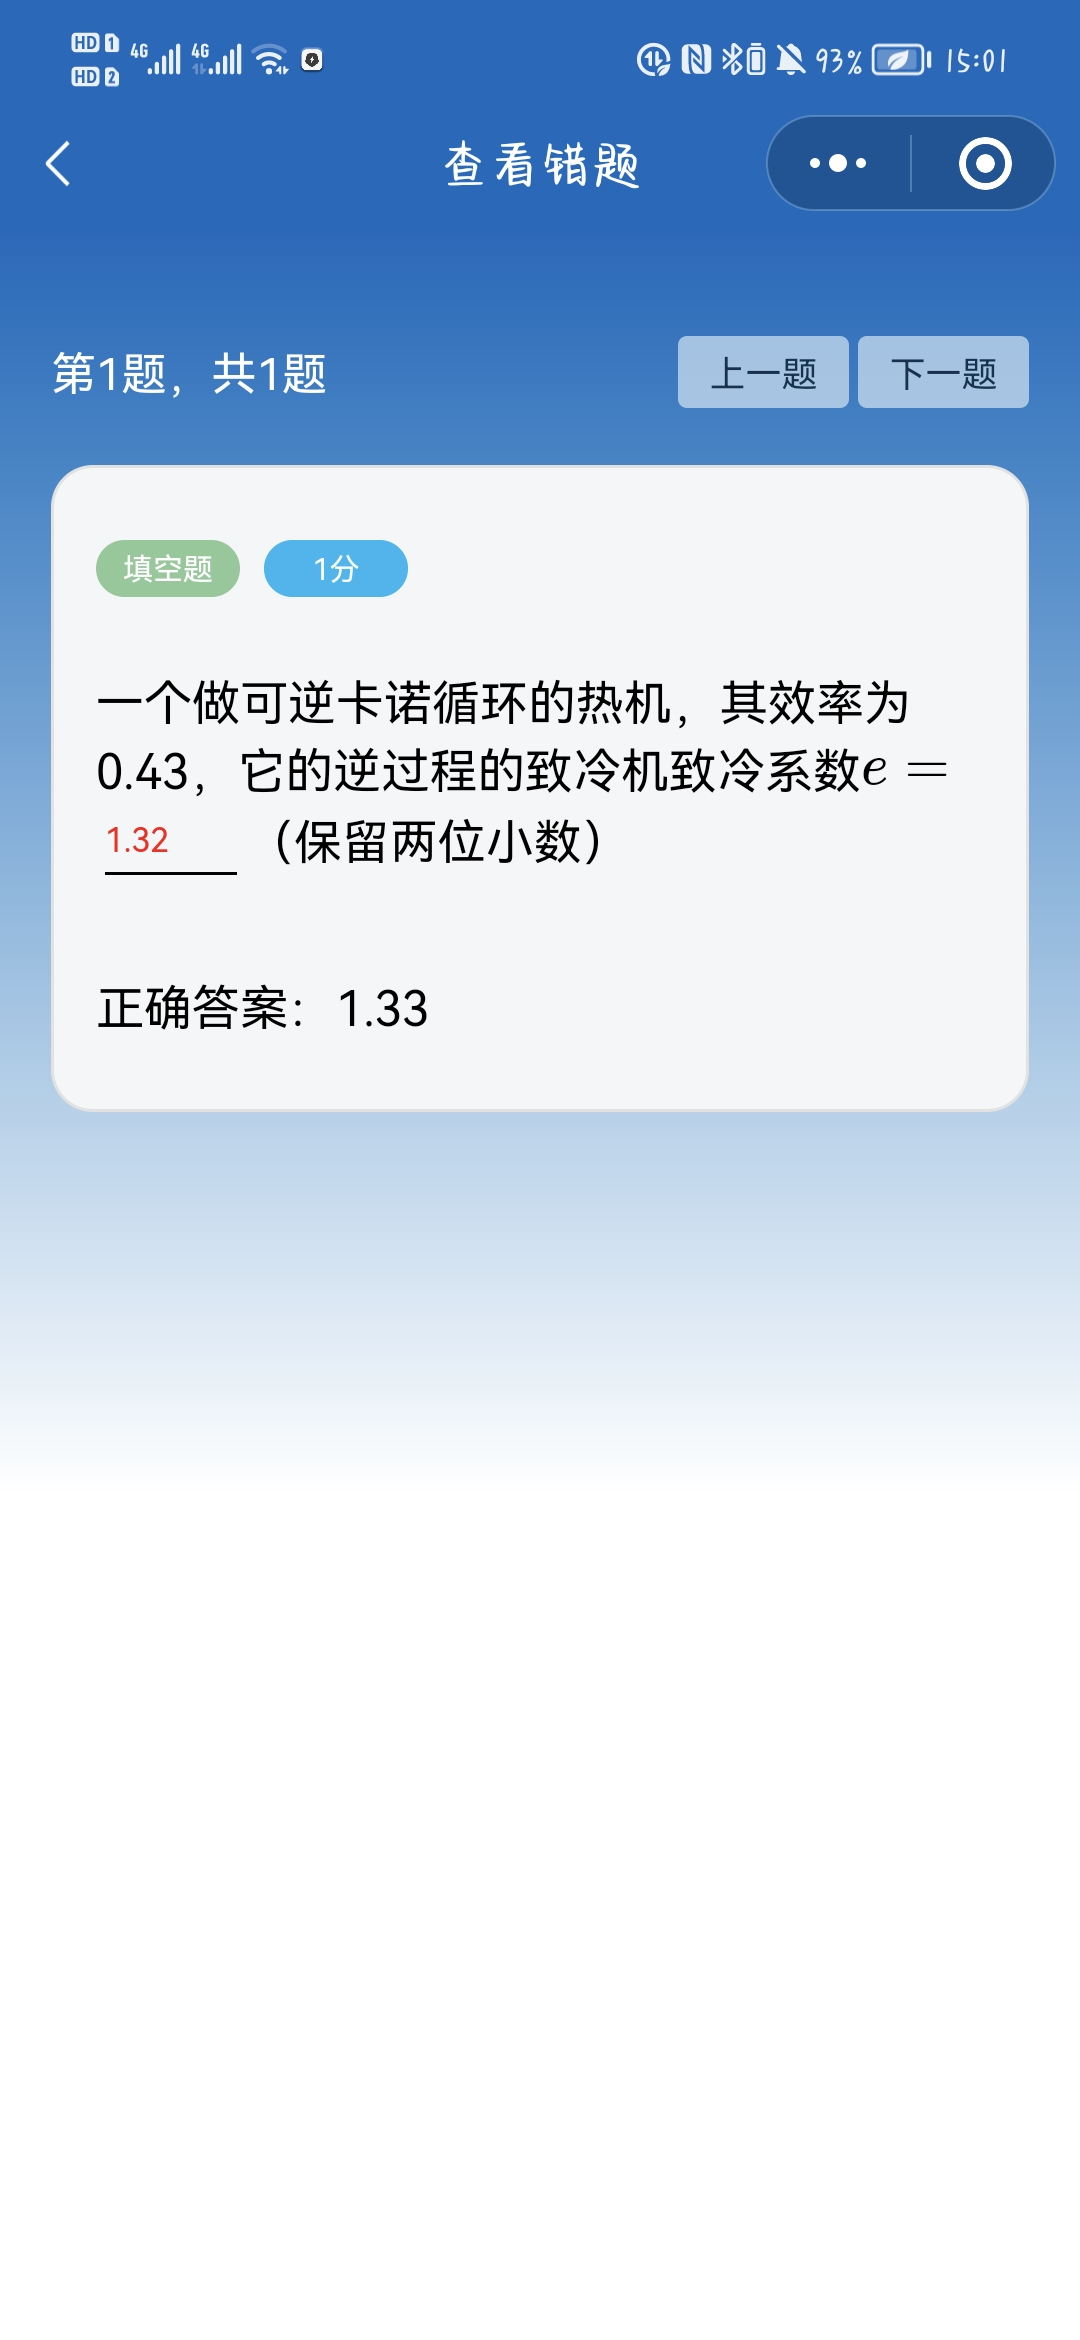 HD 1 4G 4G 93% 15:01
HD 2
查看错题
第1题，共1题 上一题 下一题
填空题 1分
一个做可逆卡诺循环的热机，其效率为
0.43，它的逆过程的致冷机致冷系数e =
1.32 （保留两位小数）
正确答案：1.33